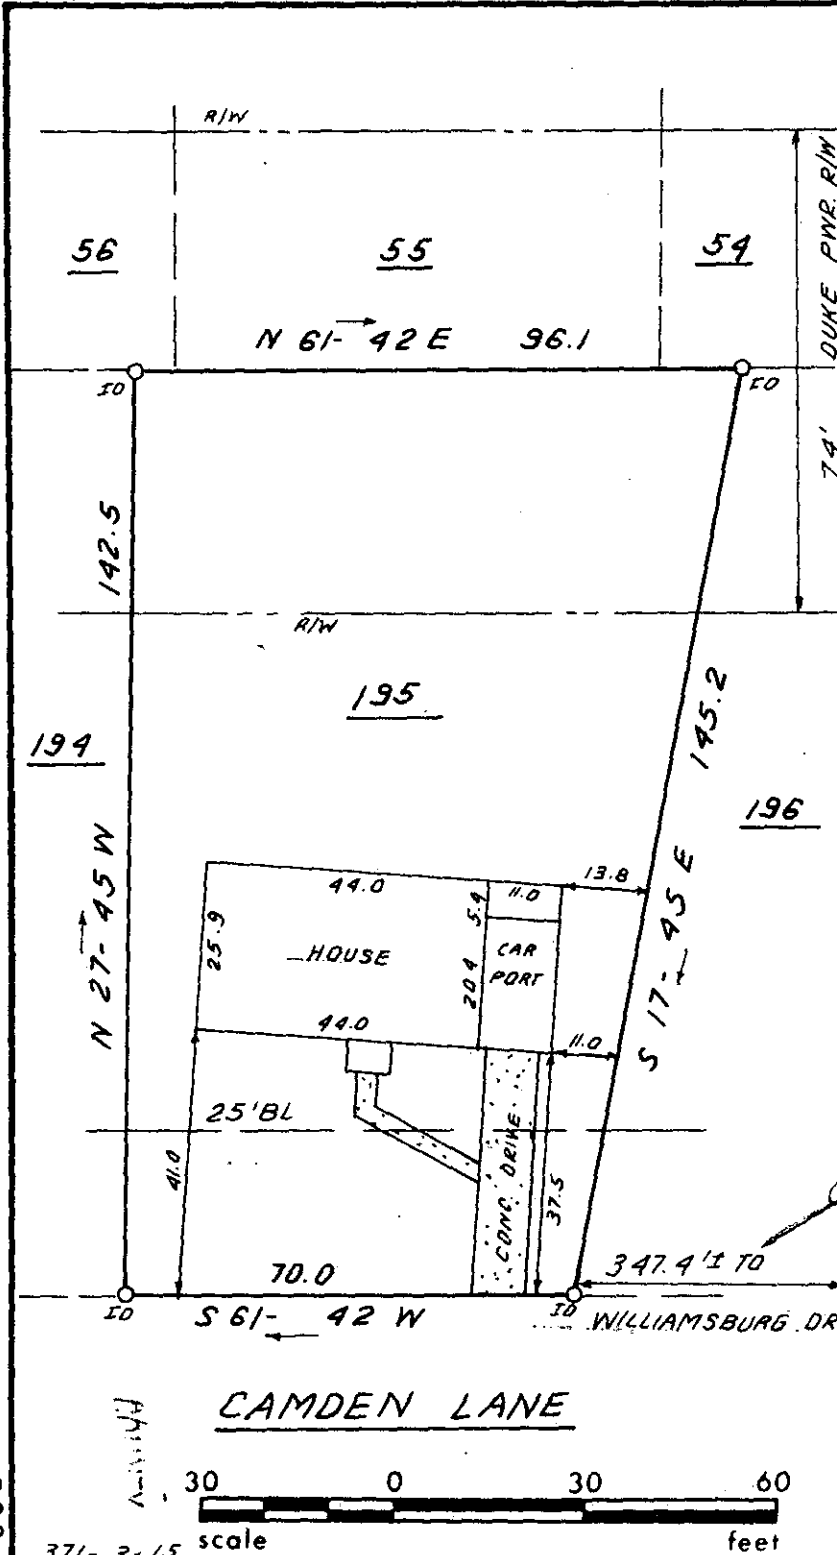 R/W
56
55
54
DUKE PWR. R/W
74'
N 61- 42 E 96.1
IO
IO
142.5
R/W
195
194
S 17- 45 E 145.2
196
N 27- 45 W
44.0
11.0
13.8
25.9
5.4
HOUSE
CAR
PORT
20.4
44.0
11.0
25' BL
41.0
CONC. DRIVE
37.5
70.0
347.4'± TO
IO
IO
S 61- 42 W
WILLIAMSBURG DR
CAMDEN LANE
30 0 30 60
scale feet
371- 2- 15